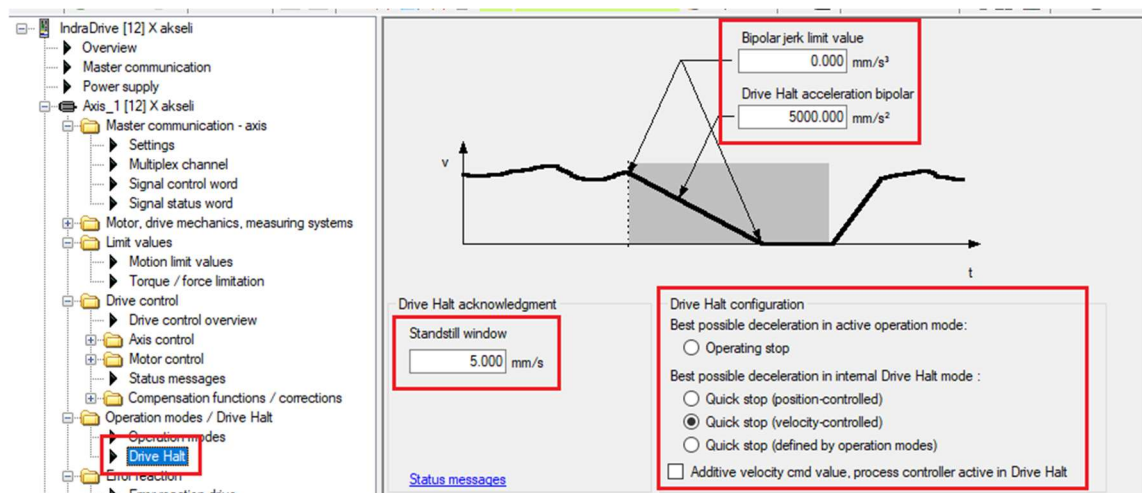 IndraDrive [12] X akseli
Overview
Master communication
Power supply
Axis_1 [12] X akseli
Master communication - axis
Settings
Multiplex channel
Signal control word
Signal status word
Motor, drive mechanics, measuring systems
Limit values
Motion limit values
Torque / force limitation
Drive control
Drive control overview
Axis control
Motor control
Status messages
Compensation functions / corrections
Operation modes / Drive Halt
Operation modes
Drive Halt
Error reaction
Bipolar jerk limit value
0.000 mm/s³
Drive Halt acceleration bipolar
5000.000 mm/s²
v
t
Drive Halt acknowledgment
Standstill window
5.000 mm/s
Status messages
Drive Halt configuration
Best possible deceleration in active operation mode:
Operating stop
Best possible deceleration in internal Drive Halt mode :
Quick stop (position-controlled)
Quick stop (velocity-controlled)
Quick stop (defined by operation modes)
Additive velocity cmd value, process controller active in Drive Halt